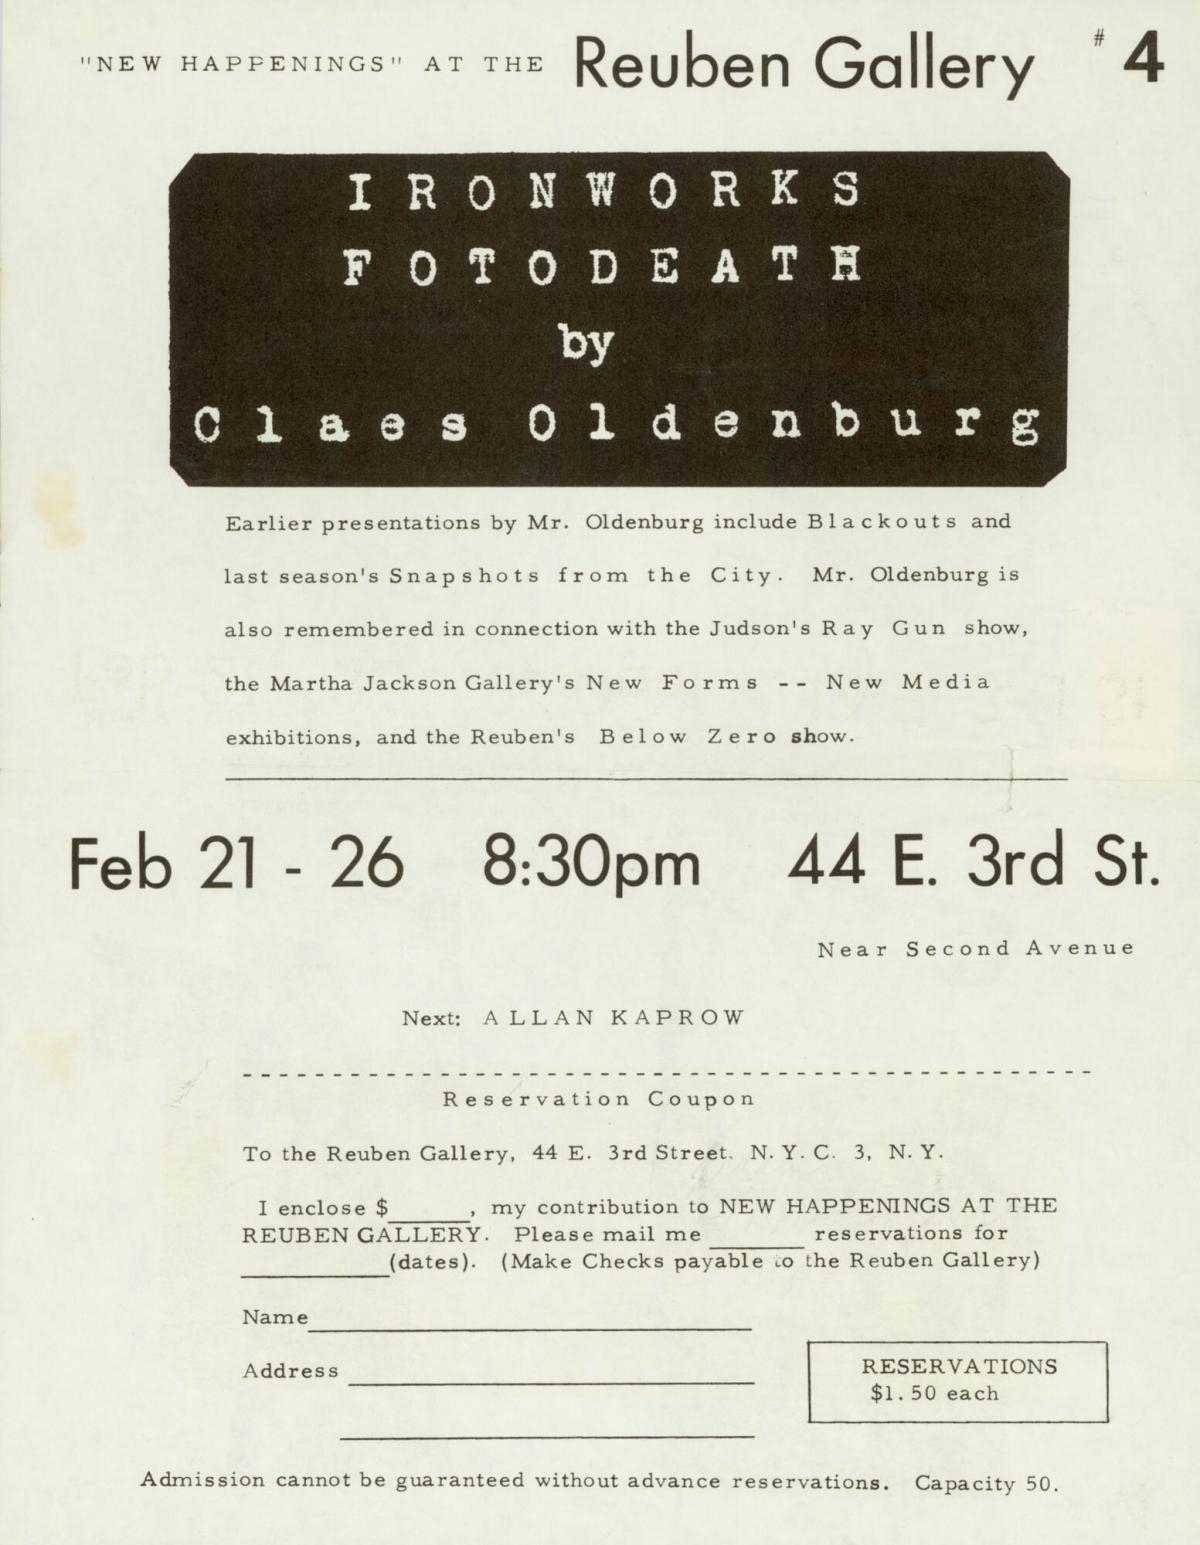 "NEW HAPPENINGS" AT THE Reuben Gallery # 4
IRONWORKS
FOTODEATH
by
Claes Oldenburg
Earlier presentations by Mr. Oldenburg include Blackouts and
last season's Snapshots from the City. Mr. Oldenburg is
also remembered in connection with the Judson's Ray Gun show,
the Martha Jackson Gallery's New Forms -- New Media
exhibitions, and the Reuben's Below Zero show.
Feb 21 - 26 8:30pm 44 E. 3rd St.
Near Second Avenue
Next: ALLAN KAPROW
Reservation Coupon
To the Reuben Gallery, 44 E. 3rd Street. N.Y.C. 3, N.Y.
I enclose $______, my contribution to NEW HAPPENINGS AT THE
REUBEN GALLERY. Please mail me _______ reservations for
___________(dates). (Make Checks payable to the Reuben Gallery)
Name
Address
RESERVATIONS
$1.50 each
Admission cannot be guaranteed without advance reservations. Capacity 50.